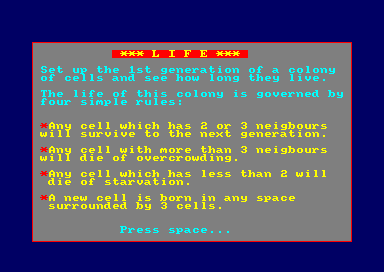 *** L I F E ***
Set up the 1st generation of a colony
of cells and see how long they live.
The life of this colony is governed by
four simple rules:
*Any cell which has 2 or 3 neigbours
will survive to the next generation.
*Any cell with more than 3 neigbours
will die of overcrowding.
*Any cell which has less than 2 will
die of starvation.
*A new cell is born in any space
surrounded by 3 cells.
Press space...